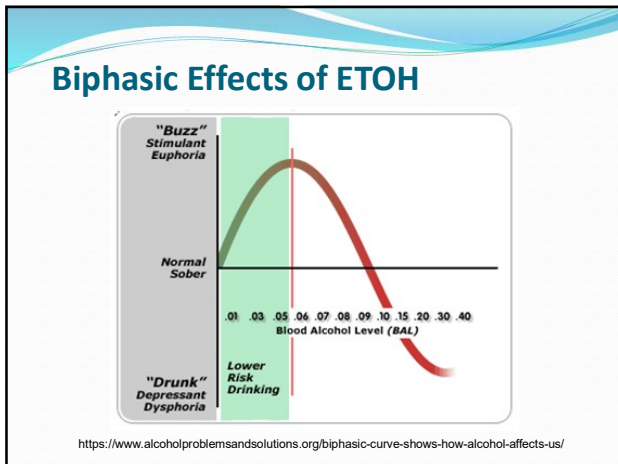 Biphasic Effects of ETOH
"Buzz"
Stimulant
Euphoria
Normal
Sober
.01 .03 .05 .06 .07 .08 .09 .10 .15 .20 .30 .40
Blood Alcohol Level (BAL)
Lower
Risk
Drinking
"Drunk"
Depressant
Dysphoria
https://www.alcoholproblemsandsolutions.org/biphasic-curve-shows-how-alcohol-affects-us/